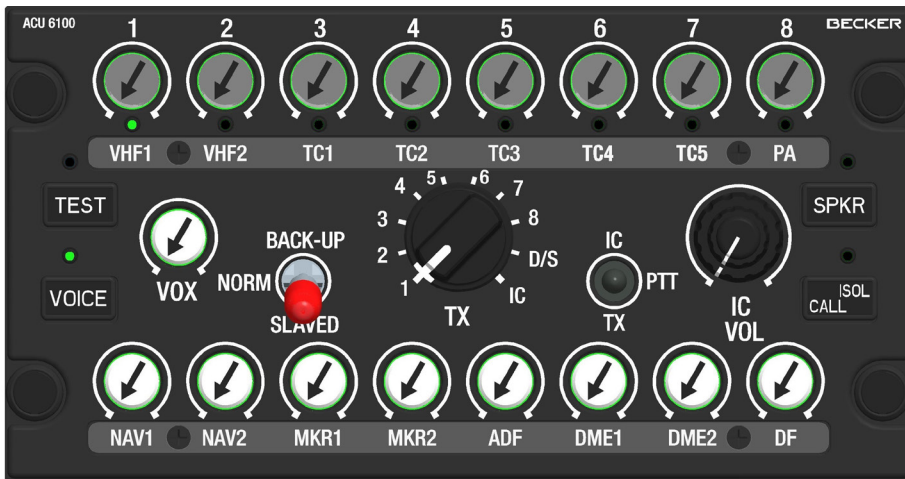 ACU 6100
1 2 3 4 5 6 7 8
BECKER
VHF1 VHF2 TC1 TC2 TC3 TC4 TC5 PA
TEST
VOX
VOICE
BACK-UP
NORM
SLAVED
1 2 3 4 5 6 7 8 D/S IC
TX
IC
PTT
TX
IC
VOL
SPKR
ISOL
CALL
NAV1 NAV2 MKR1 MKR2 ADF DME1 DME2 DF